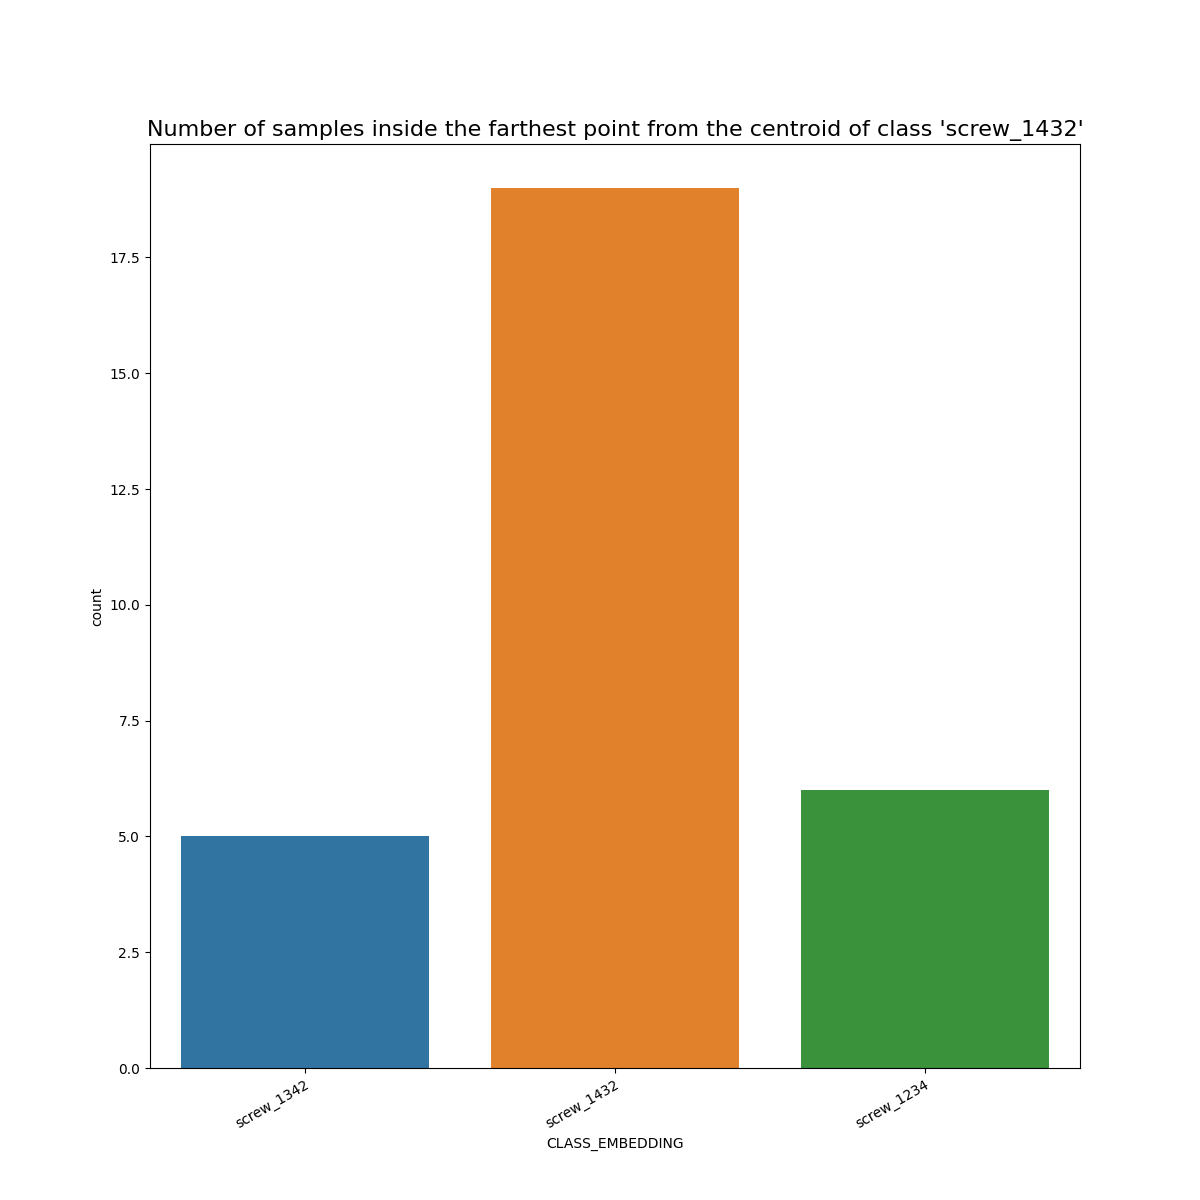 Number of samples inside the farthest point from the centroid of class 'screw_1432'
17.5
15.0
12.5
10.0
7.5
5.0
2.5
0.0
count
screw_1342
screw_1432
screw_1234
CLASS_EMBEDDING